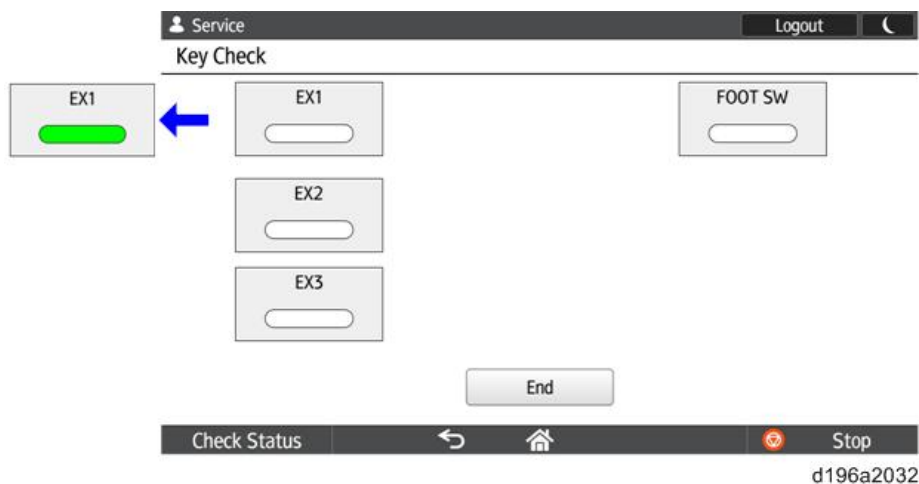 Service
Logout
Key Check
EX1
EX1
FOOT SW
EX2
EX3
End
Check Status
Stop
d196a2032